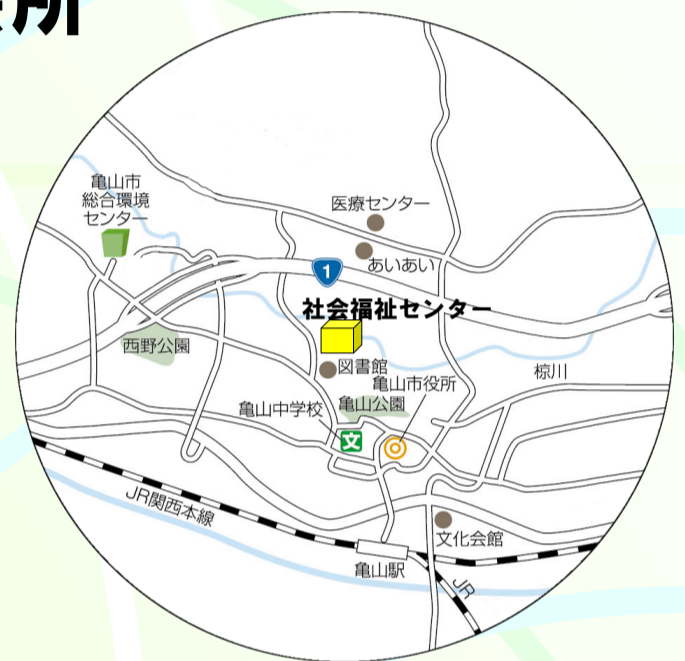 所
亀山市
総合環境
センター
医療センター
あいあい
1
社会福祉センター
西野公園
図書館
亀山市役所
椋川
亀山中学校
亀山公園
文
JR関西本線
文化会館
亀山駅
JR